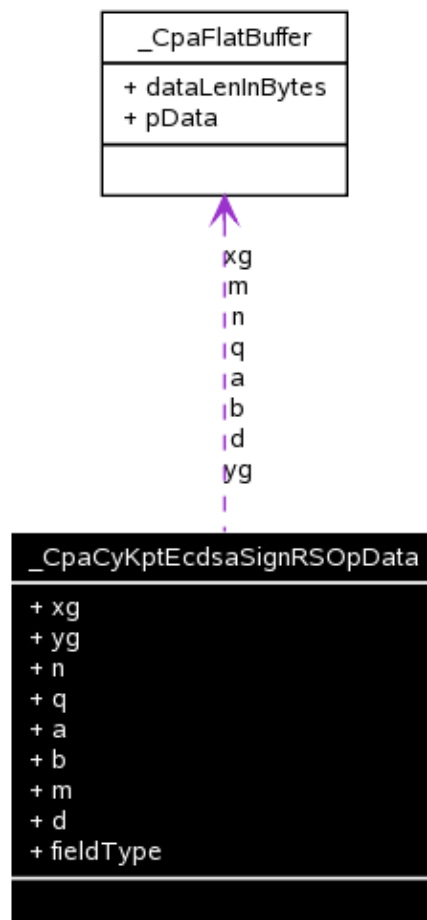 _CpaFlatBuffer
+ dataLenInBytes
+ pData
xg
m
n
q
a
b
d
yg
_CpaCyKptEcdsaSignRSOpData
+ xg
+ yg
+ n
+ q
+ a
+ b
+ m
+ d
+ fieldType